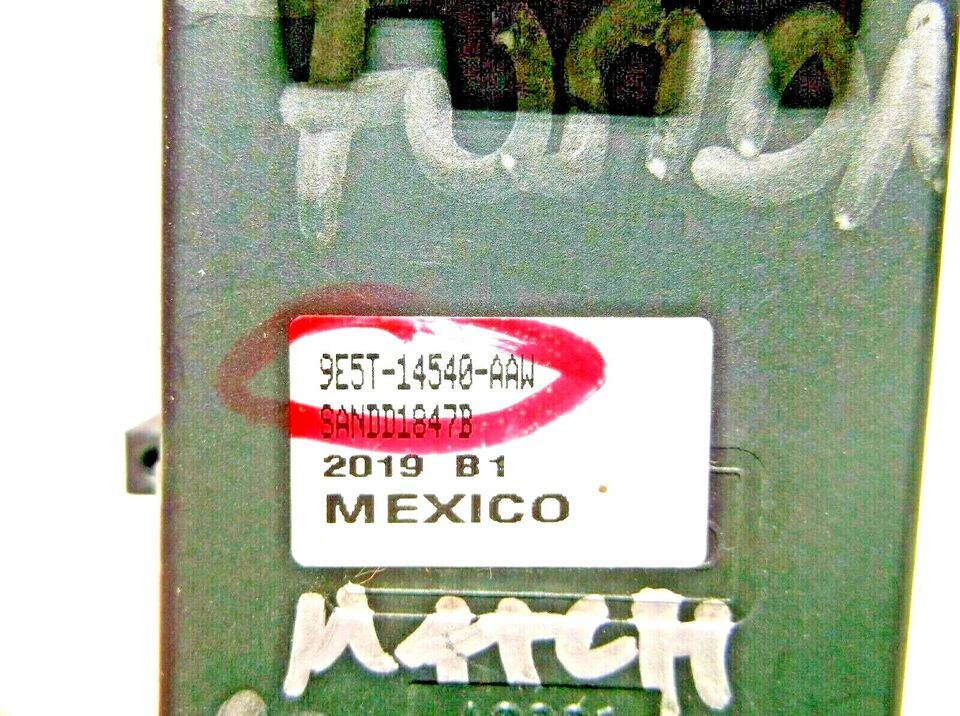 FUSION
9E5T-14540-AAW
SANDD1847B
2019 B1
MEXICO
MATCH